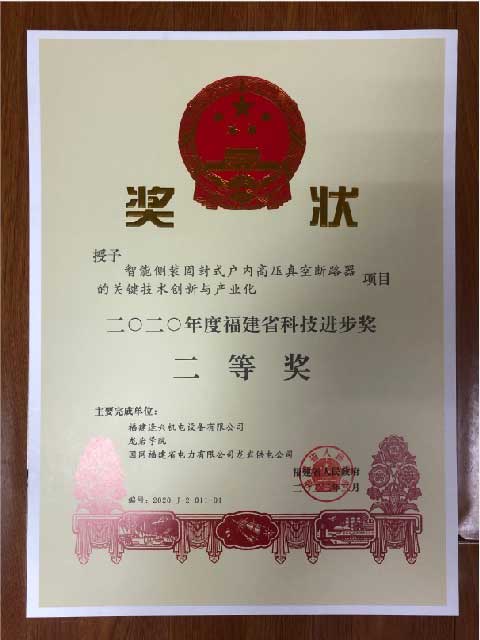 奖 状
授予
智能侧装固封式户内高压真空断路器
的关键技术创新与产业化
项目
二〇二〇年度福建省科技进步奖
二等奖
主要完成单位:
福建逐兴机电设备有限公司
龙岩学院
国网福建省电力有限公司龙岩供电公司
福建省人民政府
编号: 2020-J-2-011-01